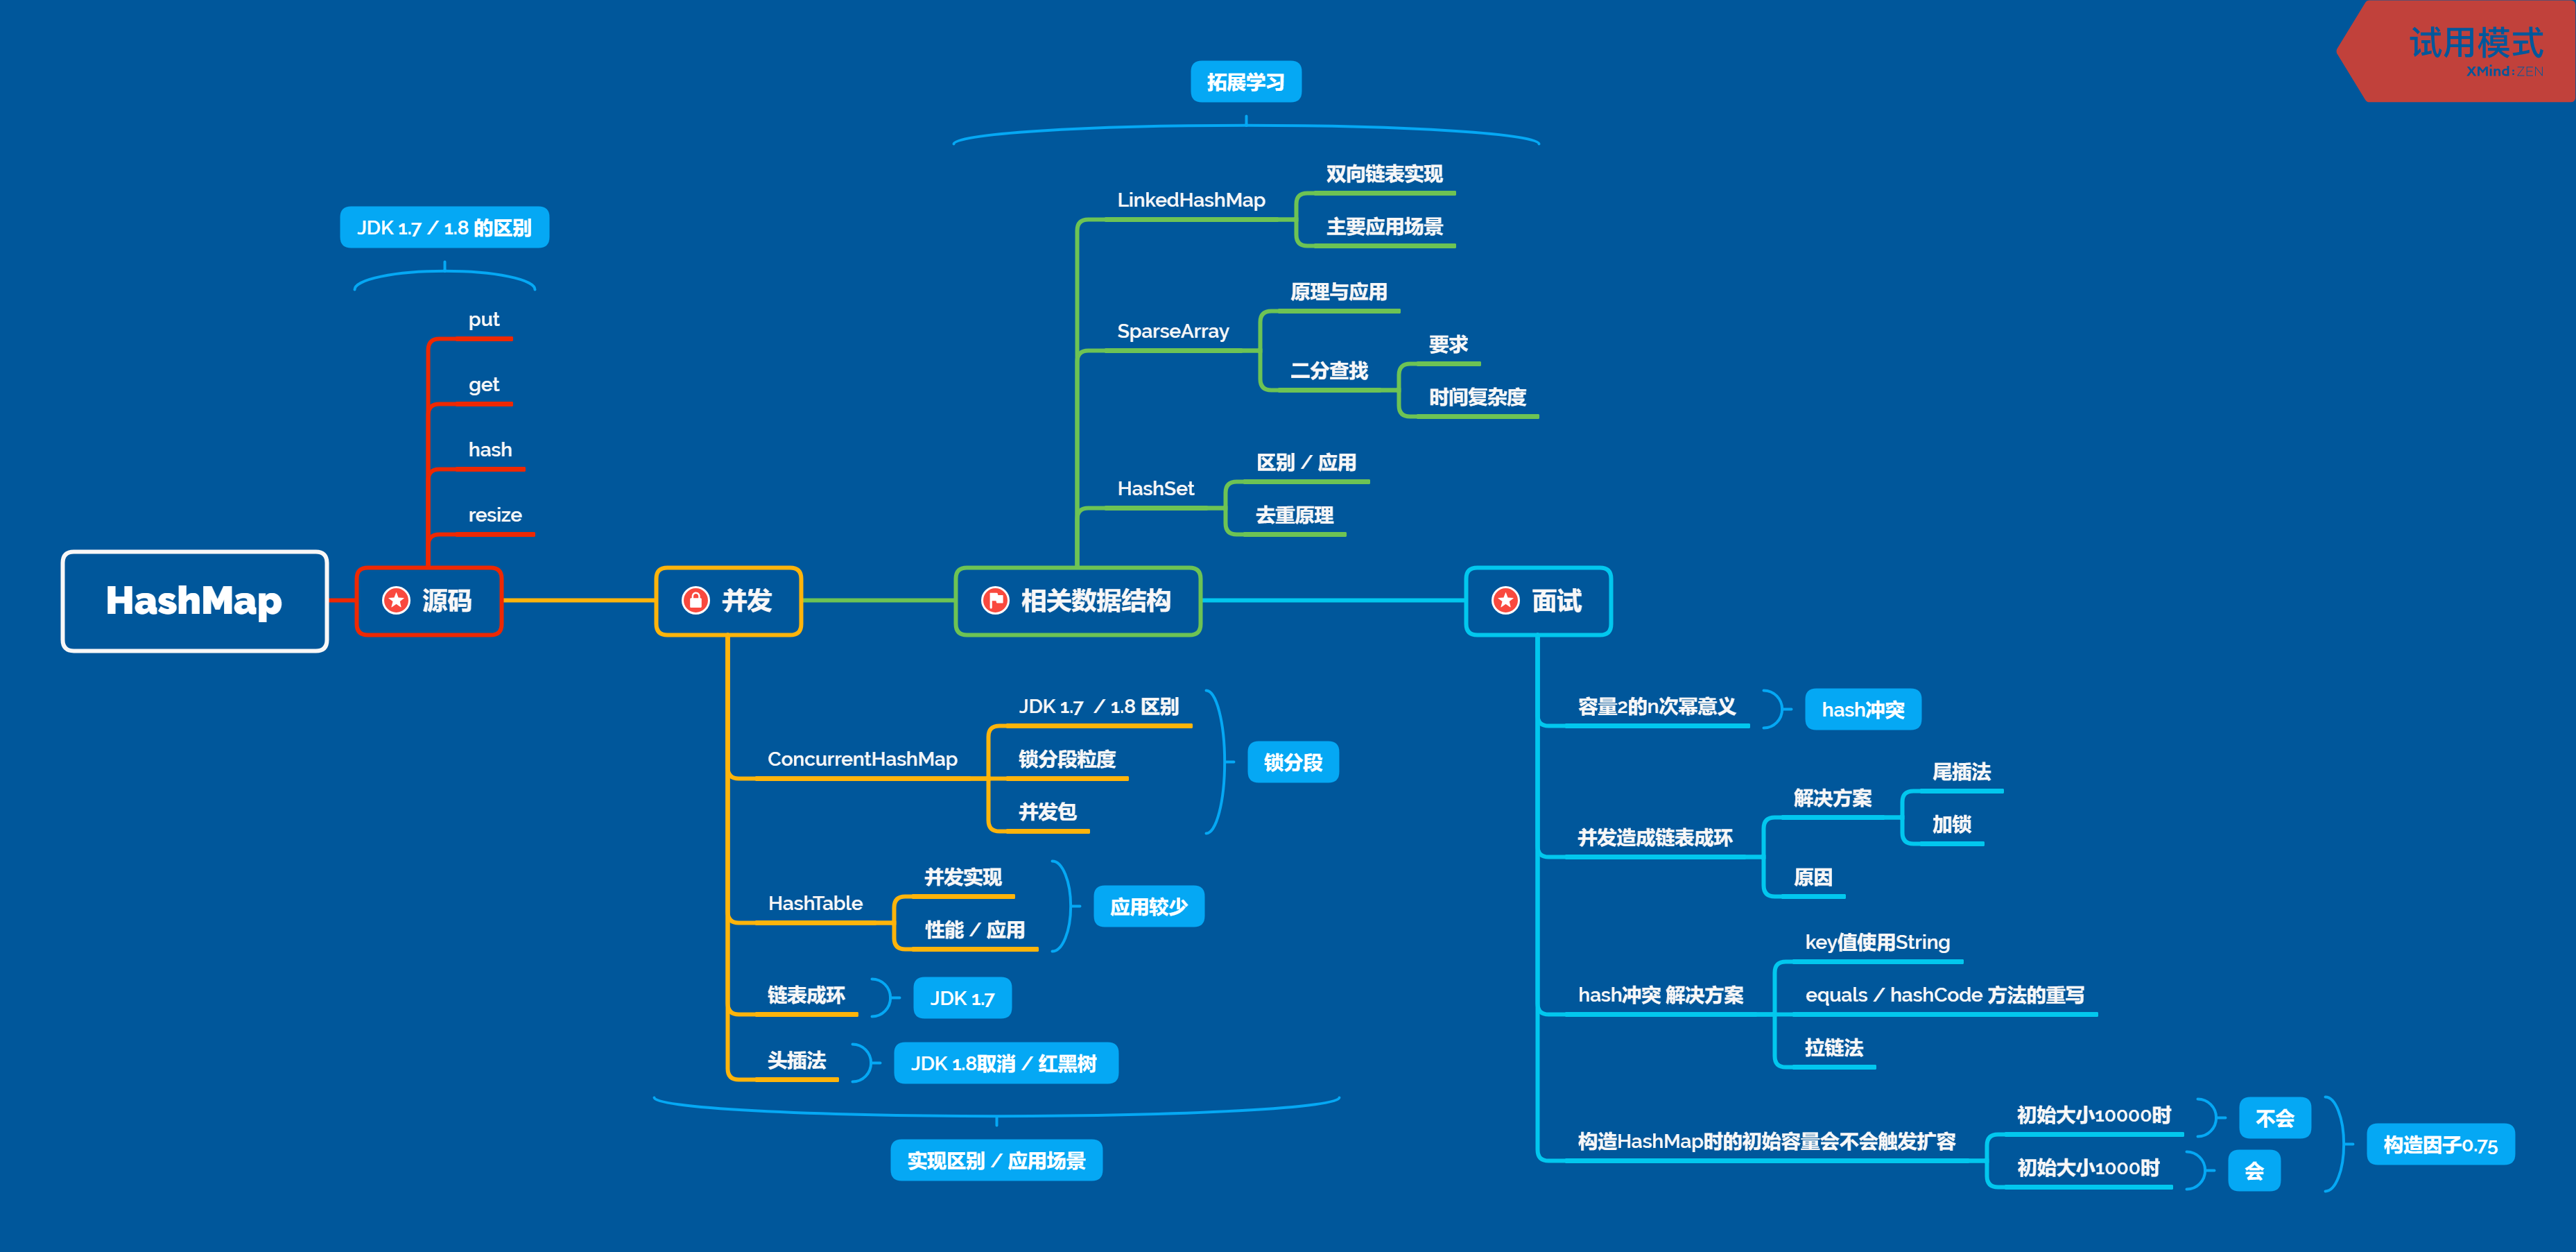 试用模式
XMind:ZEN
HashMap
源码
JDK 1.7 / 1.8 的区别
put
get
hash
resize
并发
ConcurrentHashMap
JDK 1.7 / 1.8 区别
锁分段粒度
并发包
锁分段
HashTable
并发实现
性能 / 应用
应用较少
链表成环
JDK 1.7
头插法
JDK 1.8取消 / 红黑树
实现区别 / 应用场景
相关数据结构
拓展学习
LinkedHashMap
双向链表实现
主要应用场景
SparseArray
原理与应用
二分查找
要求
时间复杂度
HashSet
区别 / 应用
去重原理
面试
容量2的n次幂意义
hash冲突
并发造成链表成环
解决方案
尾插法
加锁
原因
hash冲突 解决方案
key值使用String
equals / hashCode 方法的重写
拉链法
构造HashMap时的初始容量会不会触发扩容
初始大小10000时
不会
初始大小1000时
会
构造因子0.75